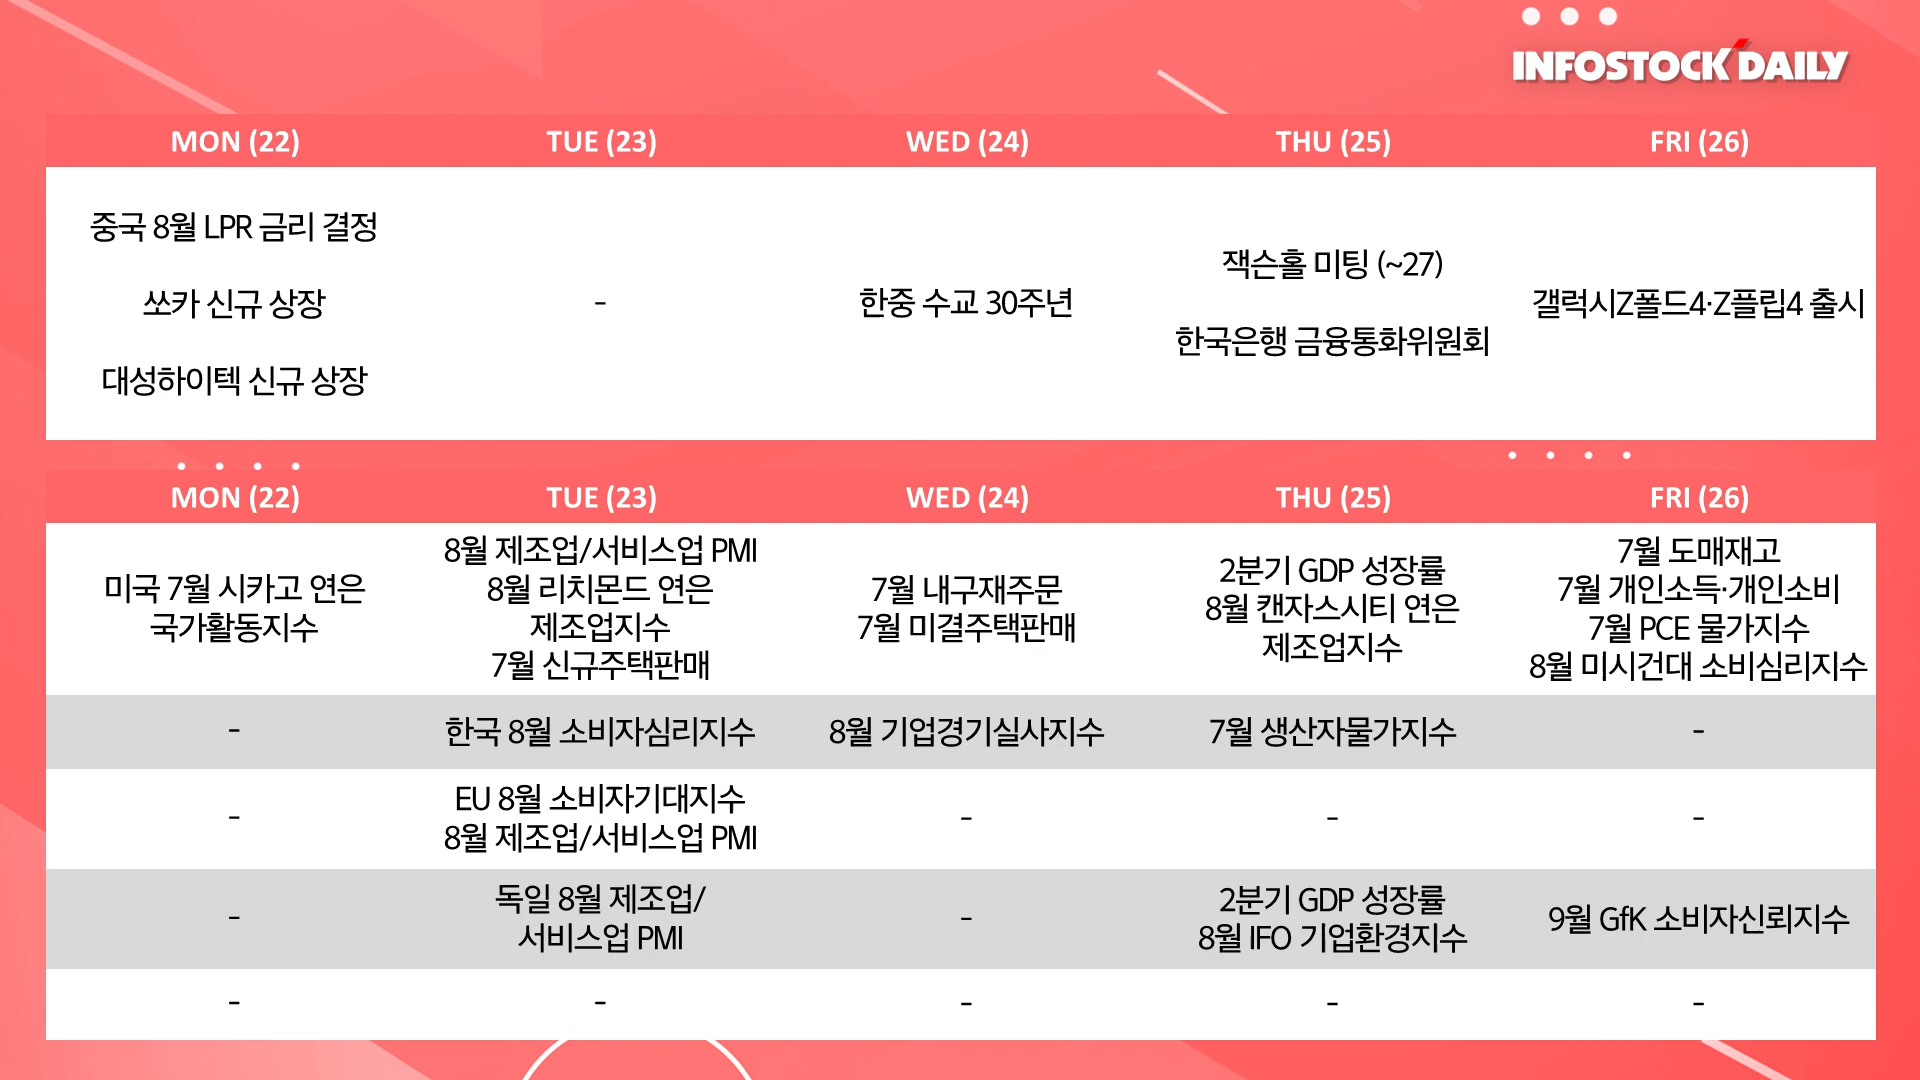 INFOSTOCK DAILY
MON (22)
TUE (23)
WED (24)
THU (25)
FRI (26)
중국 8월 LPR 금리 결정
쏘카 신규 상장
대성하이텍 신규 상장
-
한중 수교 30주년
잭슨홀 미팅 (~27)
한국은행 금융통화위원회
갤럭시Z폴드4·Z플립4 출시
MON (22)
TUE (23)
WED (24)
THU (25)
FRI (26)
미국 7월 시카고 연은
국가활동지수
8월 제조업/서비스업 PMI
8월 리치몬드 연은
제조업지수
7월 신규주택판매
7월 내구재주문
7월 미결주택판매
2분기 GDP 성장률
8월 캔자스시티 연은
제조업지수
7월 도매재고
7월 개인소득·개인소비
7월 PCE 물가지수
8월 미시건대 소비심리지수
-
한국 8월 소비자심리지수
8월 기업경기실사지수
7월 생산자물가지수
-
-
EU 8월 소비자기대지수
8월 제조업/서비스업 PMI
-
-
-
-
독일 8월 제조업/
서비스업 PMI
-
2분기 GDP 성장률
8월 IFO 기업환경지수
9월 GfK 소비자신뢰지수
-
-
-
-
-